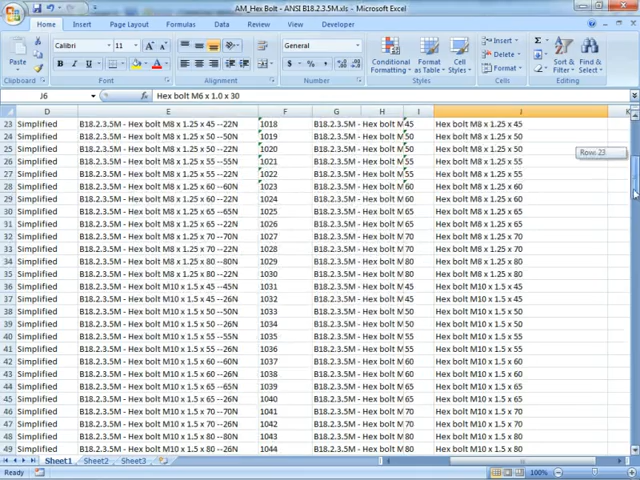 AM_Hex Bolt - ANSI B18.2.3.5M.xls - Microsoft Excel
Home Insert Page Layout Formulas Data Review View Developer
Calibri 11 General Conditional Formatting Format as Table Cell Styles Insert Delete Format Sort & Filter Find & Select
Paste
Clipboard Font Alignment Number Styles Cells Editing
J6 fx Hex bolt M6 x 1.0 x 30
D E F G H I J K
23 Simplified B18.2.3.5M - Hex bolt M8 x 1.25 x 45 --22N 1018 B18.2.3.5M - Hex bolt M 45 Hex bolt M8 x 1.25 x 45
24 Simplified B18.2.3.5M - Hex bolt M8 x 1.25 x 50 --50N 1019 B18.2.3.5M - Hex bolt M 50 Hex bolt M8 x 1.25 x 50
25 Simplified B18.2.3.5M - Hex bolt M8 x 1.25 x 50 --22N 1020 B18.2.3.5M - Hex bolt M 50 Hex bolt M8 x 1.25 x 50
Row: 23
26 Simplified B18.2.3.5M - Hex bolt M8 x 1.25 x 55 --55N 1021 B18.2.3.5M - Hex bolt M 55 Hex bolt M8 x 1.25 x 55
27 Simplified B18.2.3.5M - Hex bolt M8 x 1.25 x 55 --22N 1022 B18.2.3.5M - Hex bolt M 55 Hex bolt M8 x 1.25 x 55
28 Simplified B18.2.3.5M - Hex bolt M8 x 1.25 x 60 --60N 1023 B18.2.3.5M - Hex bolt M 60 Hex bolt M8 x 1.25 x 60
29 Simplified B18.2.3.5M - Hex bolt M8 x 1.25 x 60 --22N 1024 B18.2.3.5M - Hex bolt M 60 Hex bolt M8 x 1.25 x 60
30 Simplified B18.2.3.5M - Hex bolt M8 x 1.25 x 65 --65N 1025 B18.2.3.5M - Hex bolt M 65 Hex bolt M8 x 1.25 x 65
31 Simplified B18.2.3.5M - Hex bolt M8 x 1.25 x 65 --22N 1026 B18.2.3.5M - Hex bolt M 65 Hex bolt M8 x 1.25 x 65
32 Simplified B18.2.3.5M - Hex bolt M8 x 1.25 x 70 --70N 1027 B18.2.3.5M - Hex bolt M 70 Hex bolt M8 x 1.25 x 70
33 Simplified B18.2.3.5M - Hex bolt M8 x 1.25 x 70 --22N 1028 B18.2.3.5M - Hex bolt M 70 Hex bolt M8 x 1.25 x 70
34 Simplified B18.2.3.5M - Hex bolt M8 x 1.25 x 80 --80N 1029 B18.2.3.5M - Hex bolt M 80 Hex bolt M8 x 1.25 x 80
35 Simplified B18.2.3.5M - Hex bolt M8 x 1.25 x 80 --22N 1030 B18.2.3.5M - Hex bolt M 80 Hex bolt M8 x 1.25 x 80
36 Simplified B18.2.3.5M - Hex bolt M10 x 1.5 x 45 --45N 1031 B18.2.3.5M - Hex bolt M 45 Hex bolt M10 x 1.5 x 45
37 Simplified B18.2.3.5M - Hex bolt M10 x 1.5 x 45 --26N 1032 B18.2.3.5M - Hex bolt M 45 Hex bolt M10 x 1.5 x 45
38 Simplified B18.2.3.5M - Hex bolt M10 x 1.5 x 50 --50N 1033 B18.2.3.5M - Hex bolt M 50 Hex bolt M10 x 1.5 x 50
39 Simplified B18.2.3.5M - Hex bolt M10 x 1.5 x 50 --26N 1034 B18.2.3.5M - Hex bolt M 50 Hex bolt M10 x 1.5 x 50
40 Simplified B18.2.3.5M - Hex bolt M10 x 1.5 x 55 --55N 1035 B18.2.3.5M - Hex bolt M 55 Hex bolt M10 x 1.5 x 55
41 Simplified B18.2.3.5M - Hex bolt M10 x 1.5 x 55 --26N 1036 B18.2.3.5M - Hex bolt M 55 Hex bolt M10 x 1.5 x 55
42 Simplified B18.2.3.5M - Hex bolt M10 x 1.5 x 60 --60N 1037 B18.2.3.5M - Hex bolt M 60 Hex bolt M10 x 1.5 x 60
43 Simplified B18.2.3.5M - Hex bolt M10 x 1.5 x 60 --26N 1038 B18.2.3.5M - Hex bolt M 60 Hex bolt M10 x 1.5 x 60
44 Simplified B18.2.3.5M - Hex bolt M10 x 1.5 x 65 --65N 1039 B18.2.3.5M - Hex bolt M 65 Hex bolt M10 x 1.5 x 65
45 Simplified B18.2.3.5M - Hex bolt M10 x 1.5 x 65 --26N 1040 B18.2.3.5M - Hex bolt M 65 Hex bolt M10 x 1.5 x 65
46 Simplified B18.2.3.5M - Hex bolt M10 x 1.5 x 70 --70N 1041 B18.2.3.5M - Hex bolt M 70 Hex bolt M10 x 1.5 x 70
47 Simplified B18.2.3.5M - Hex bolt M10 x 1.5 x 70 --26N 1042 B18.2.3.5M - Hex bolt M 70 Hex bolt M10 x 1.5 x 70
48 Simplified B18.2.3.5M - Hex bolt M10 x 1.5 x 80 --80N 1043 B18.2.3.5M - Hex bolt M 80 Hex bolt M10 x 1.5 x 80
49 Simplified B18.2.3.5M - Hex bolt M10 x 1.5 x 80 --26N 1044 B18.2.3.5M - Hex bolt M 80 Hex bolt M10 x 1.5 x 80
Sheet1 Sheet2 Sheet3
Ready 100%